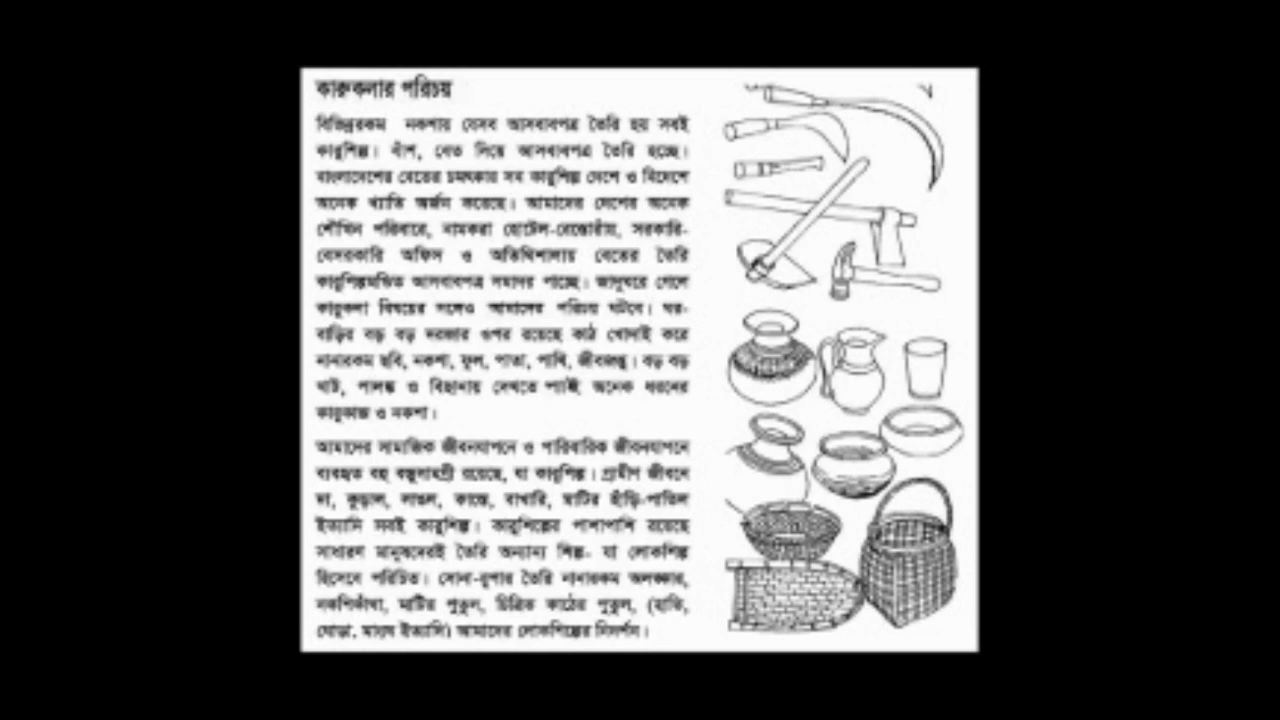 কারুকলার পরিচয়
বিভিন্নরকম নকশায় যেসব আসবাবপত্র তৈরি হয় সবই
কারুশিল্প। বাঁশ, বেত দিয়ে আসবাবপত্র তৈরি হচ্ছে।
বাংলাদেশের বেতের চমৎকার সব কারুশিল্প দেশে ও বিদেশে
অনেক খ্যাতি অর্জন করেছে। আমাদের দেশের অনেক
শৌখিন পরিবারে, নামকরা হোটেল-রেস্তোরাঁয়, সরকারি-
বেসরকারি অফিস ও অতিথিশালায় বেতের তৈরি
কারুশিল্পমণ্ডিত আসবাবপত্র সমাদর পাচ্ছে। জাদুঘরে গেলে
কারুকলা বিষয়ের সঙ্গেও আমাদের পরিচয় ঘটবে। ঘর-
বাড়ির বড় বড় দরজার ওপর রয়েছে কাঠ খোদাই করে
নানারকম ছবি, নকশা, ফুল, পাতা, পাখি, জীবজন্তু। বড় বড়
খাট, পালঙ্ক ও বিছানায় দেখতে পাই অনেক ধরনের
কারুকাজ ও নকশা।
আমাদের সামাজিক জীবনযাপনে ও পারিবারিক জীবনযাপনে
ব্যবহৃত বহু বস্তুসামগ্রী রয়েছে, যা কারুশিল্প। গ্রামীণ জীবনে
দা, কুড়াল, লাঙল, কাস্তে, বাখারি, মাটির হাঁড়ি-পাতিল
ইত্যাদি সবই কারুশিল্প। কারুশিল্পের পাশাপাশি রয়েছে
সাধারণ মানুষদেরই তৈরি অন্যান্য শিল্প- যা লোকশিল্প
হিসেবে পরিচিত। সোনা-রুপার তৈরি নানারকম অলঙ্কার,
নকশিকাঁথা, মাটির পুতুল, চিত্রিত কাঠের পুতুল, (হাতি,
ঘোড়া, মানুষ ইত্যাদি) আমাদের লোকশিল্পের নিদর্শন।